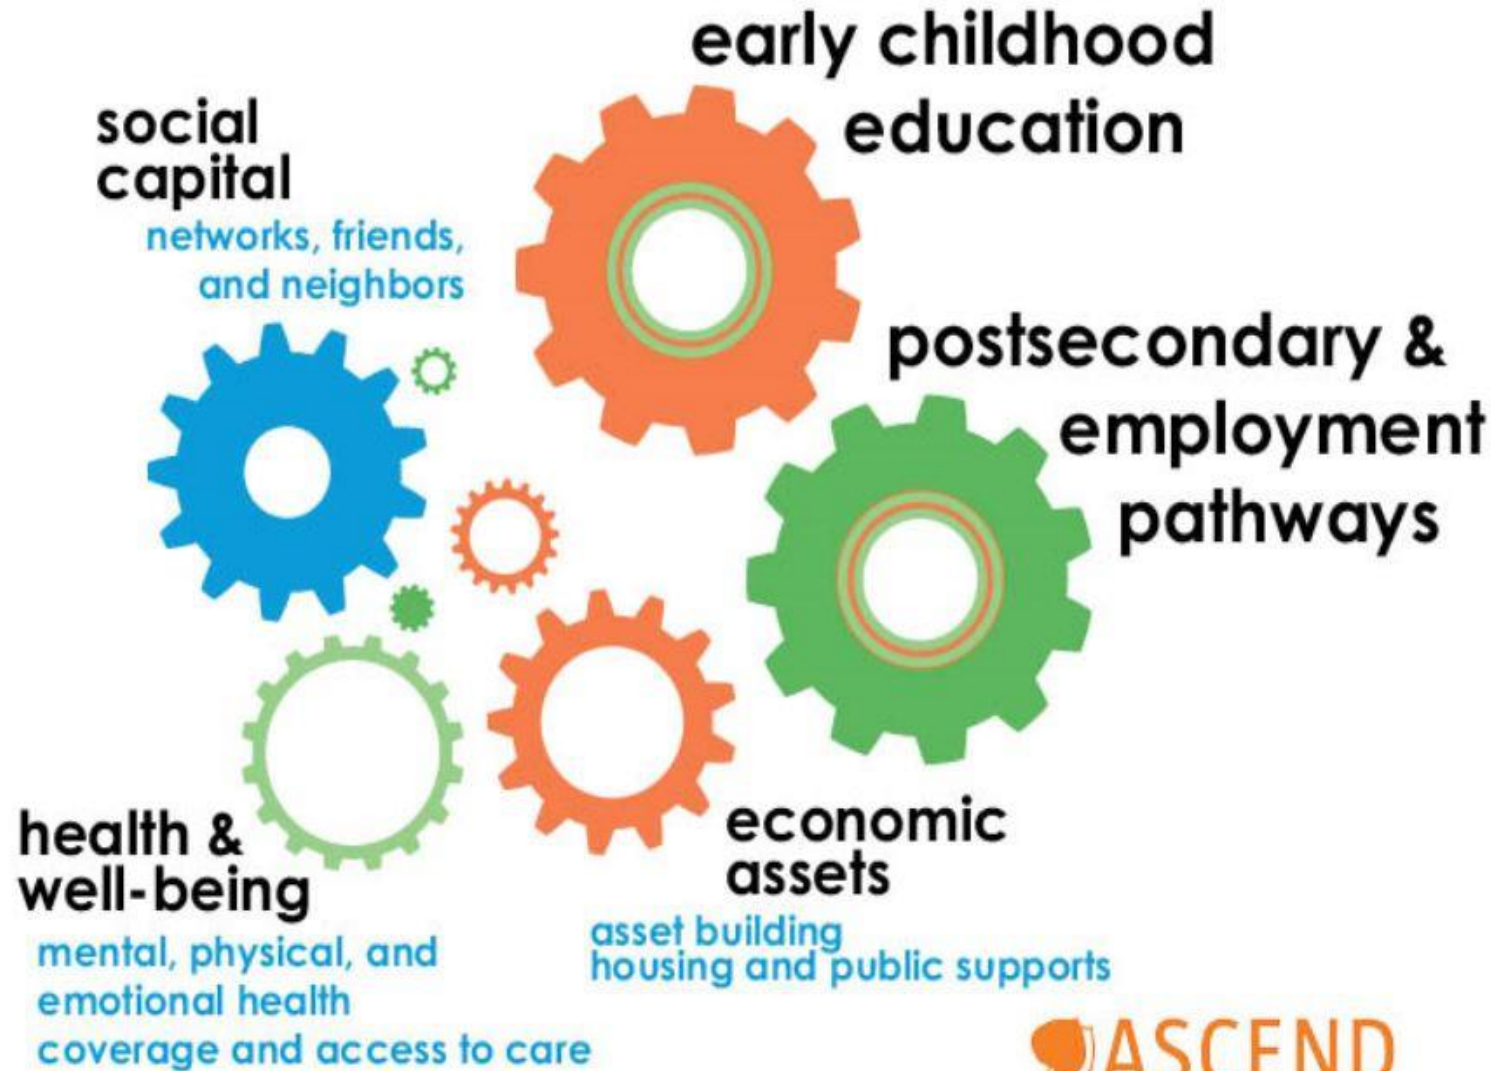 early childhood
education
social
capital
networks, friends,
and neighbors
postsecondary &
employment
pathways
economic
assets
asset building
housing and public supports
health &
well-being
mental, physical, and
emotional health
coverage and access to care
ASCEND